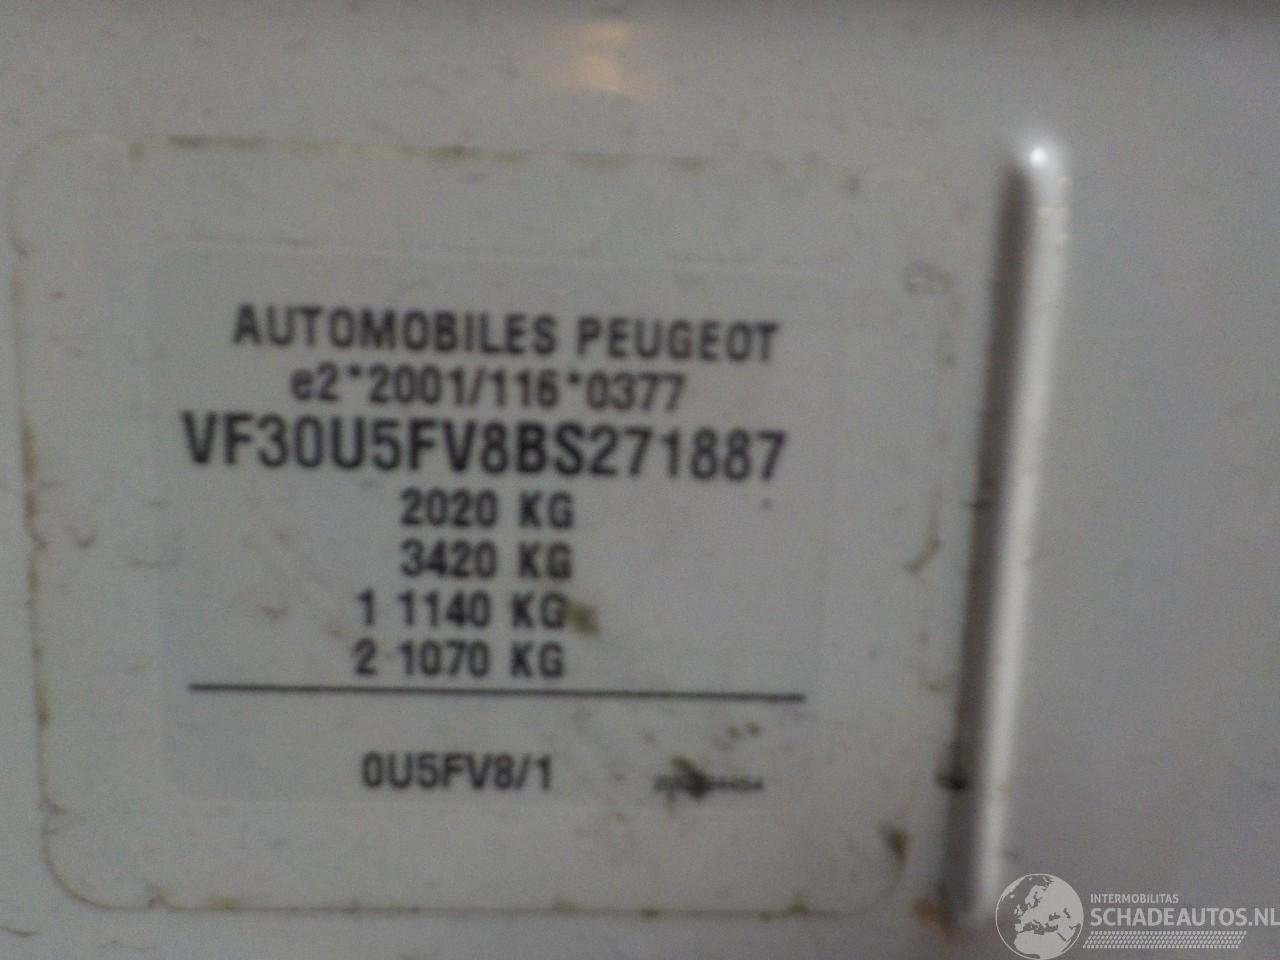 AUTOMOBILES PEUGEOT
e2*2001/116*0377
VF30U5FV8BS271887
2020 KG
3420 KG
1 1140 KG
2 1070 KG
0U5FV8/1
INTERMOBILITAS
SCHADEAUTOS.NL